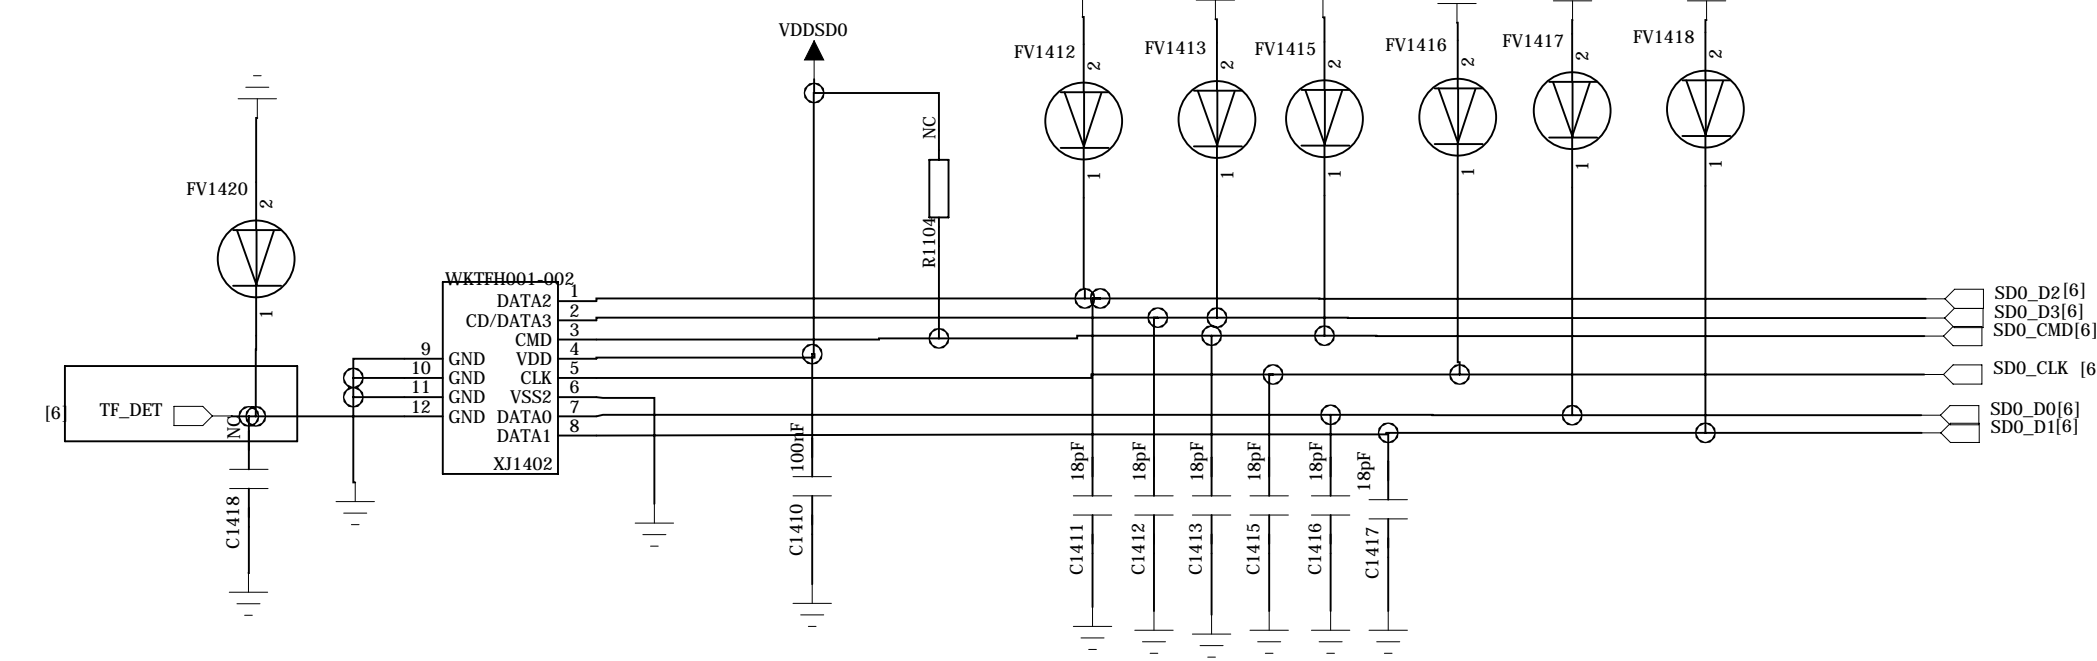 VDDSD0
FV1412
2
1
FV1413
2
1
FV1415
2
1
FV1416
2
1
FV1417
2
1
FV1418
2
1
FV1420
2
1
NC
R1104
WKTFH001-002
DATA2 1
CD/DATA3 2
CMD 3
9 GND VDD 4
10 GND CLK 5
11 GND VSS2 6
12 GND DATA0 7
DATA1 8
XJ1402
[6] TF_DET
NC
C1418
100nF
C1410
18pF
C1411
18pF
C1412
18pF
C1413
18pF
C1415
18pF
C1416
18pF
C1417
SD0_D2[6]
SD0_D3[6]
SD0_CMD[6]
SD0_CLK [6
SD0_D0[6]
SD0_D1[6]